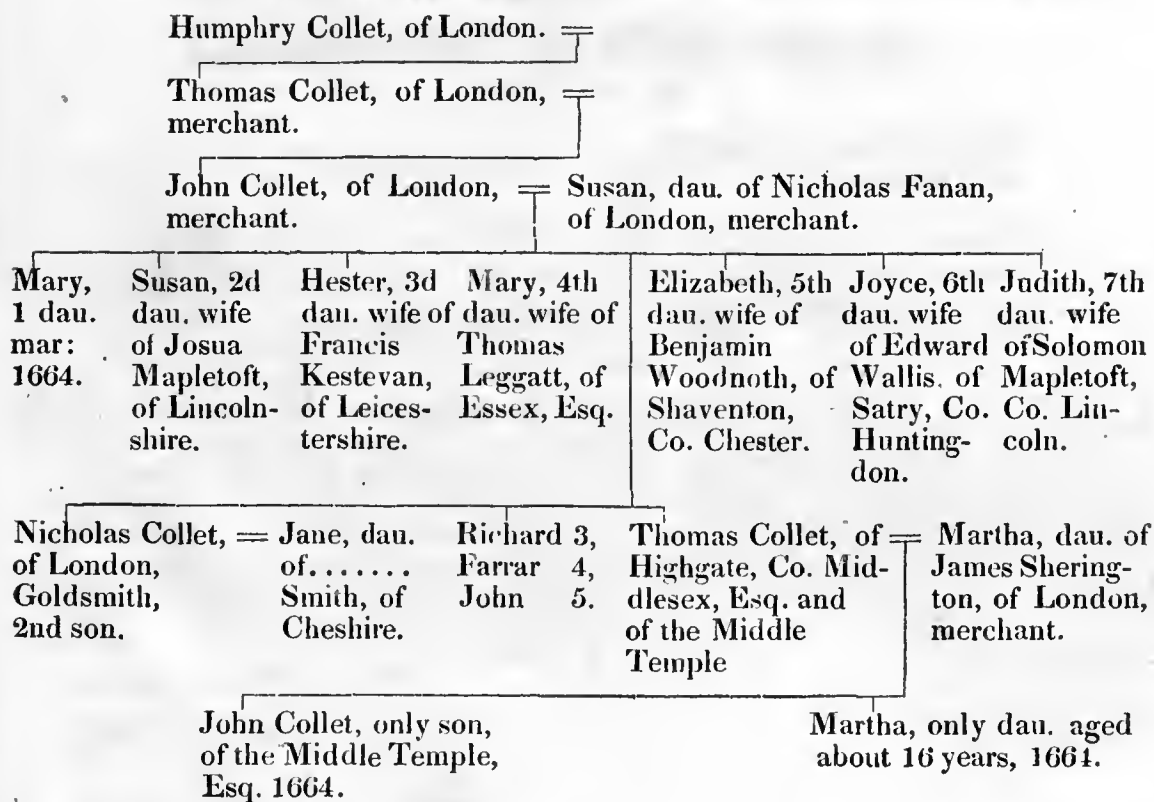 Humphry Collet, of London. =
Thomas Collet, of London, =
merchant.
John Collet, of London, =
merchant.
Susan, dau. of Nicholas Fanan,
of London, merchant.
Mary,
1 dau.
mar:
1664.
Susan, 2d
dau. wife
of Josua
Mapletoft,
of Lincoln-
shire.
Hester, 3d
dau. wife of
Francis
Kestevan,
of Leices-
tershire.
Mary, 4th
dau. wife of
Thomas
Leggatt, of
Essex, Esq.
Elizabeth, 5th
dau. wife of
Benjamin
Woodnoth, of
Shaventon,
Co. Chester.
Joyce, 6th
dau. wife
of Edward
Wallis. of
Satry, Co.
Hunting-
don.
Judith, 7th
dau. wife
of Solomon
Mapletoft,
Co. Lin-
coln.
Nicholas Collet, =
of London,
Goldsmith,
2nd son.
Jane, dau.
of.......
Smith, of
Cheshire.
Richard 3,
Farrar 4,
John 5.
Thomas Collet, of =
Highgate, Co. Mid-
dlesex, Esq. and
of the Middle
Temple
Martha, dau. of
James Shering-
ton, of London,
merchant.
John Collet, only son,
of the Middle Temple,
Esq. 1664.
Martha, only dau. aged
about 16 years, 1664.